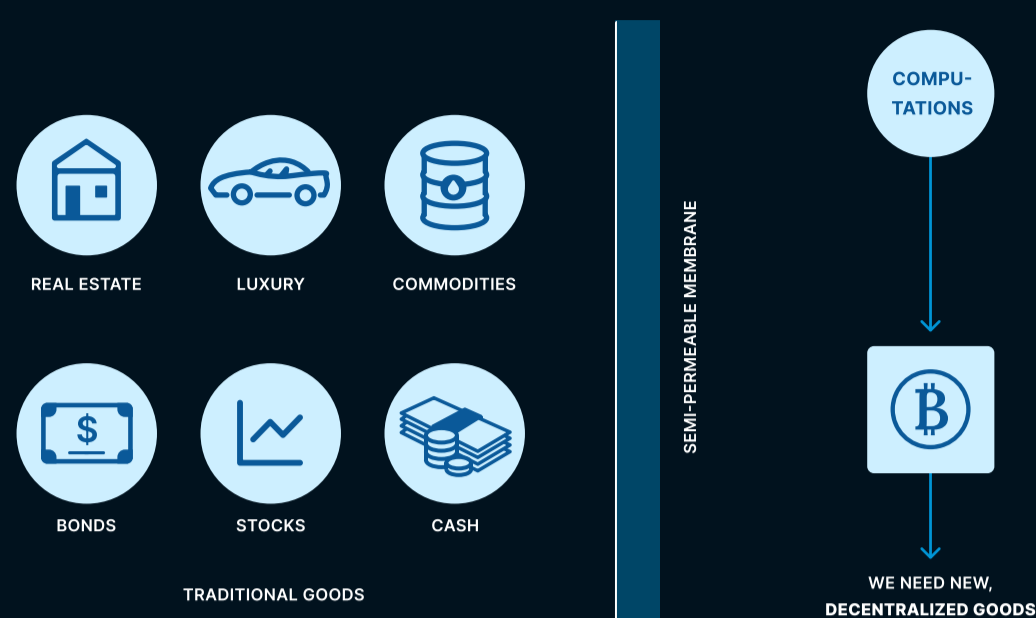 COMPU-
TATIONS
REAL ESTATE
LUXURY
COMMODITIES
SEMI-PERMEABLE MEMBRANE
$
BONDS
STOCKS
CASH
TRADITIONAL GOODS
WE NEED NEW,
DECENTRALIZED GOODS